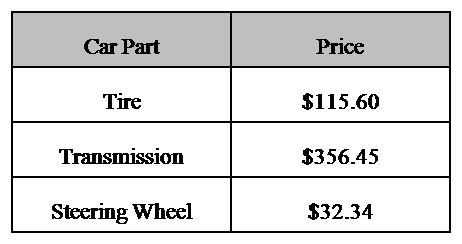 Car Part Price
Tire $115.60
Transmission $356.45
Steering Wheel $32.34